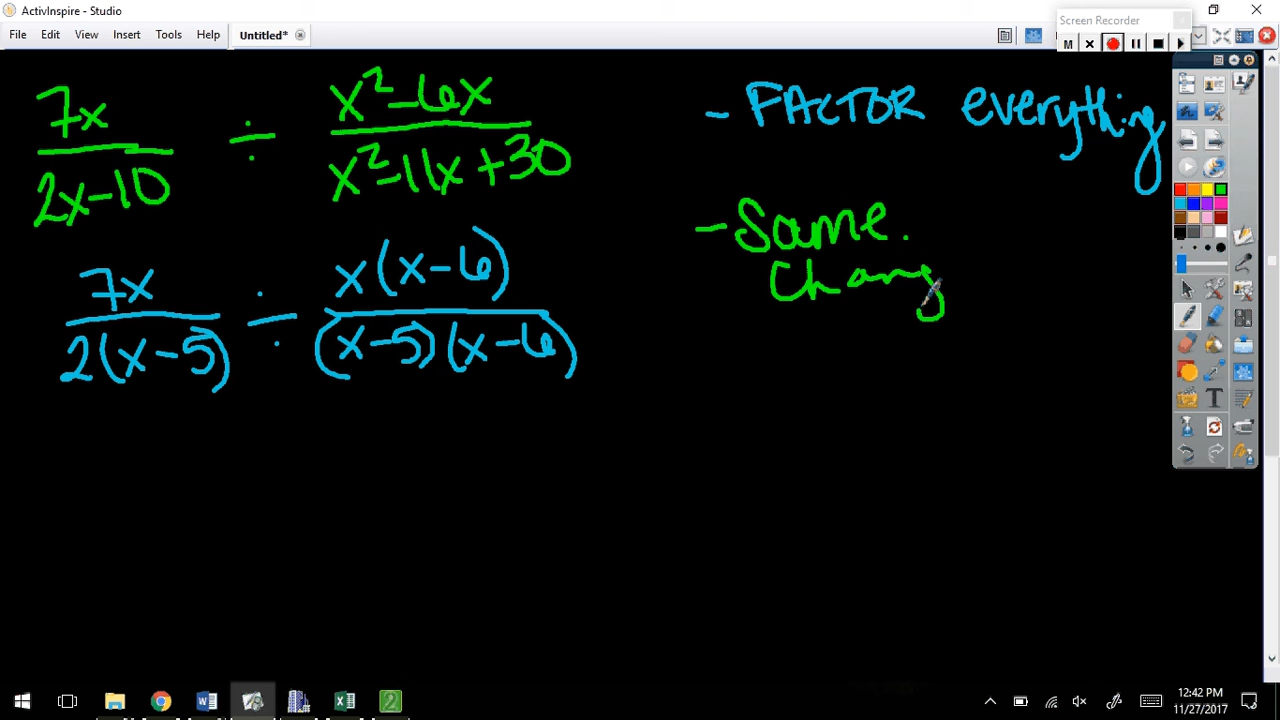 ActivInspire - Studio
Screen Recorder
File Edit View Insert Tools Help Untitled*
M
7x / 2x-10 ÷ x²-6x / x²-11x+30
7x / 2(x-5) ÷ x(x-6) / (x-5)(x-6)
- FACTOR everything
- Same.
Chang
12:42 PM
11/27/2017